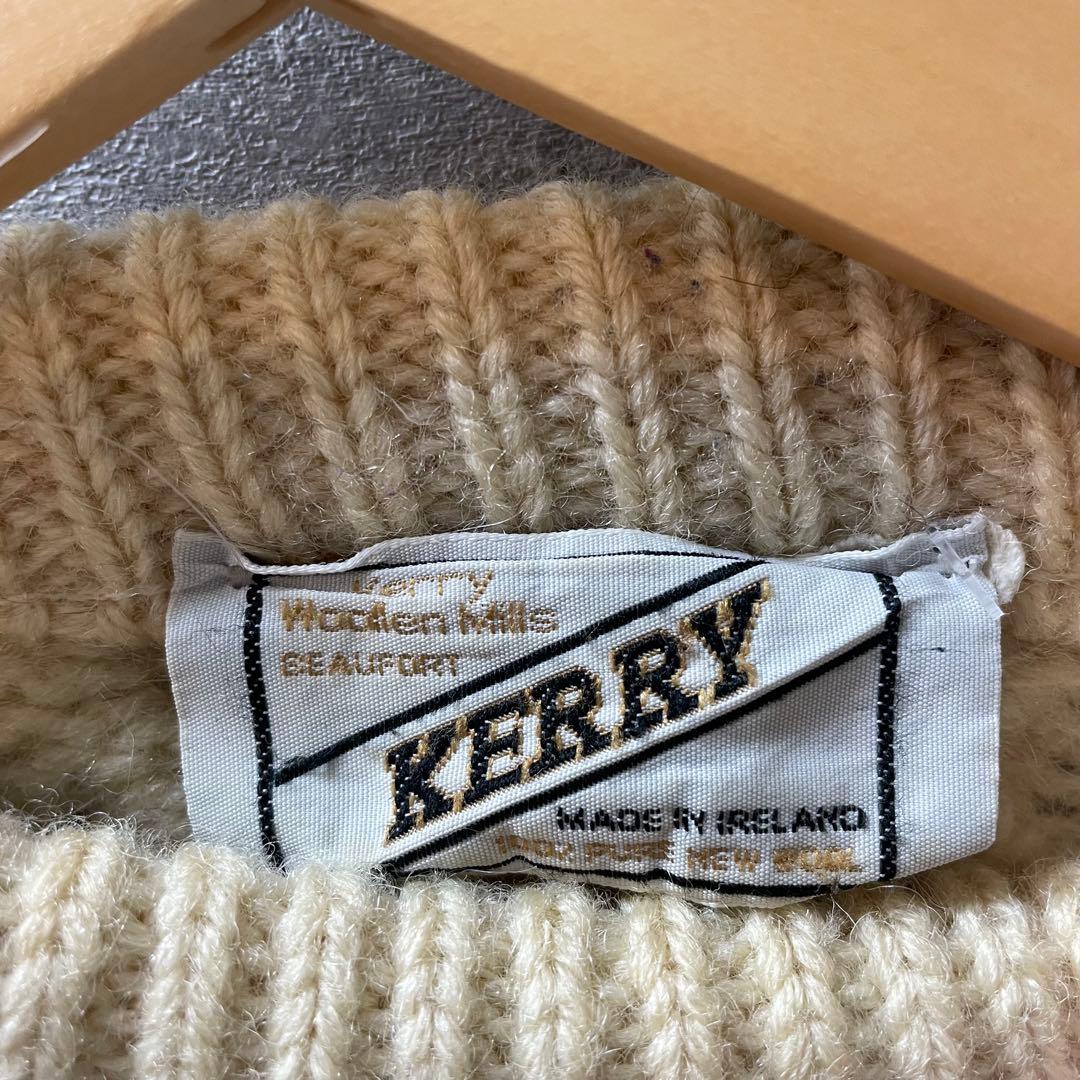 Kerry
Woollen Mills
BEAUFORT
KERRY
MADE IN IRELAND
100% PURE NEW WOOL